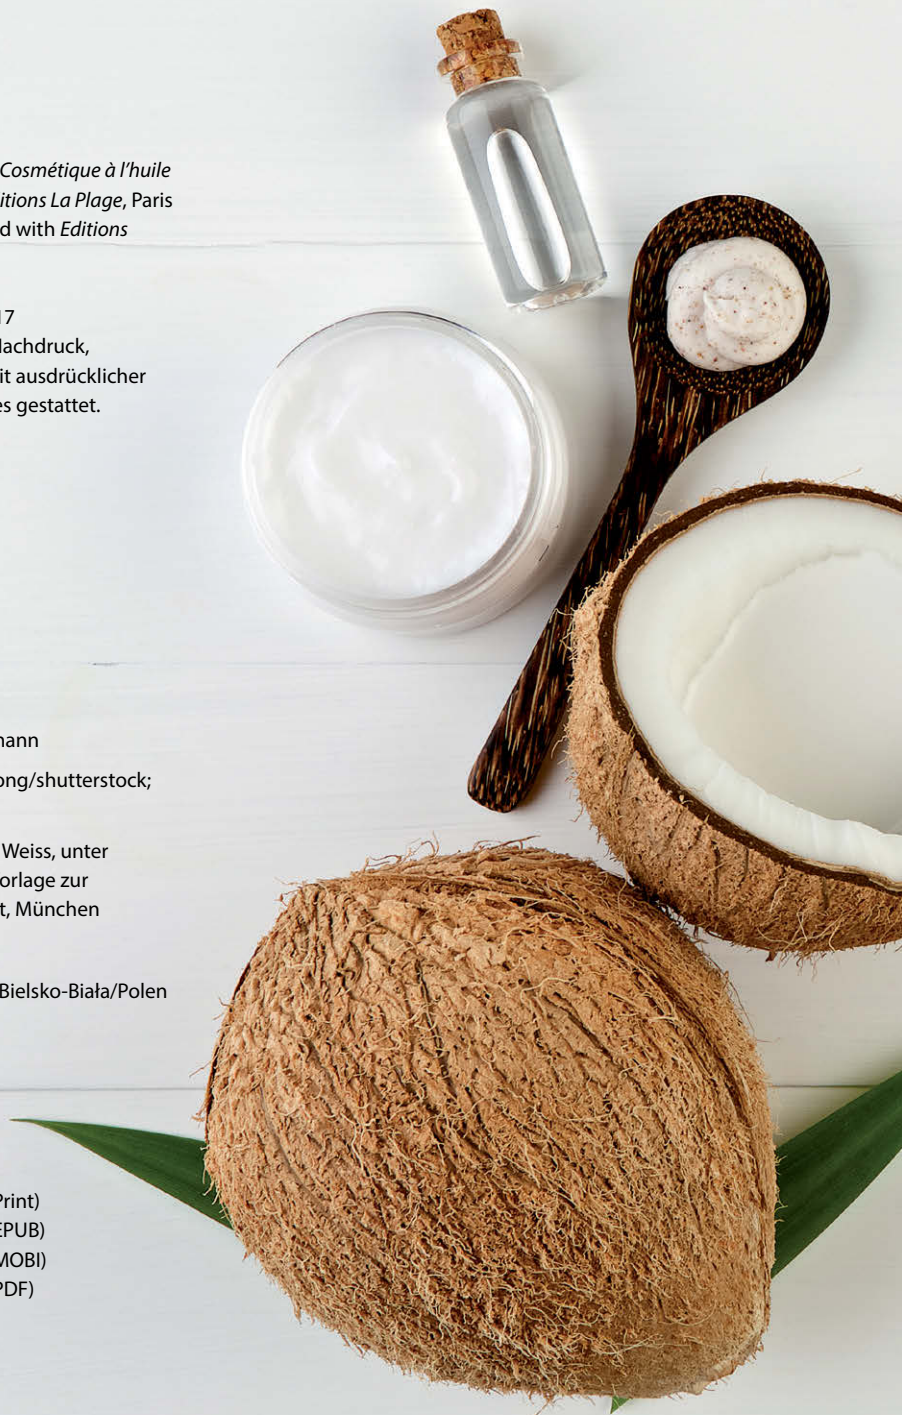 Cosmétique à l’huile
itions La Plage, Paris
d with Editions
17
lachdruck,
it ausdrücklicher
es gestattet.
nann
ong/shutterstock;
Weiss, unter
orlage zur
t, München
Bielsko-Biała/Polen
Print)
EPUB)
MOBI)
PDF)